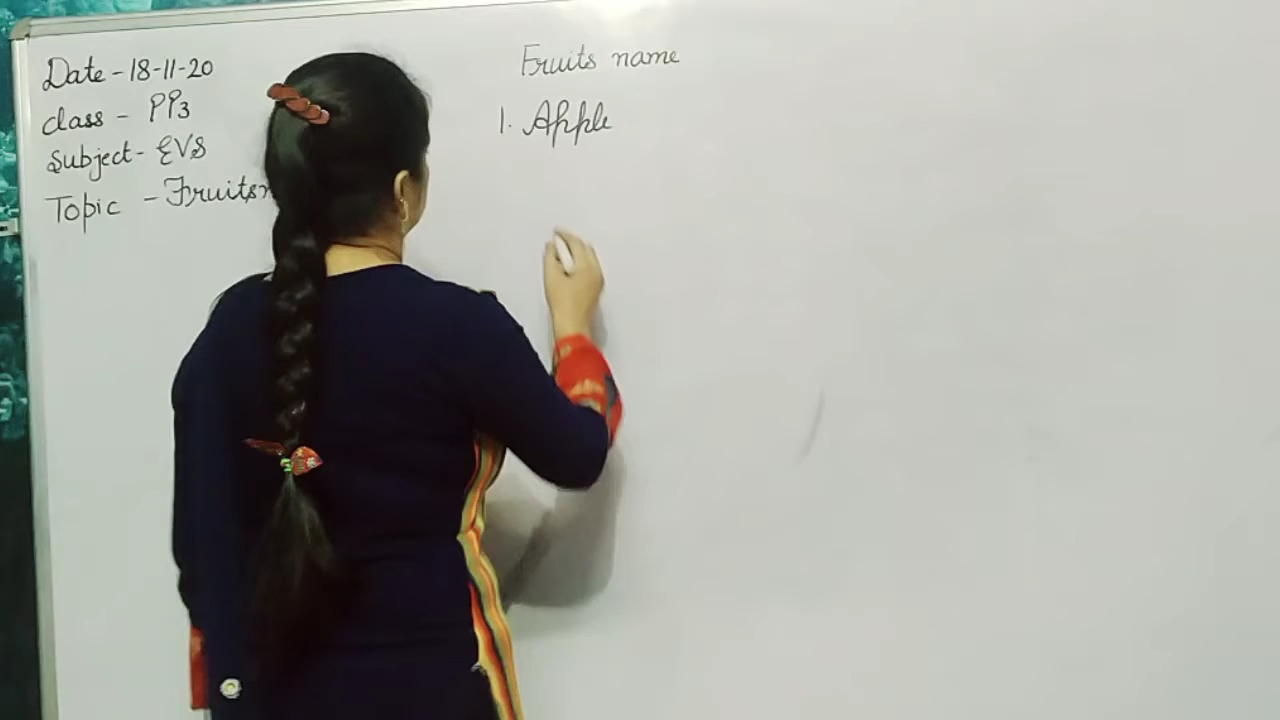 Date - 18-11-20
class - PP3
Subject - EVS
Topic - Fruits
Fruits name
1. Apple